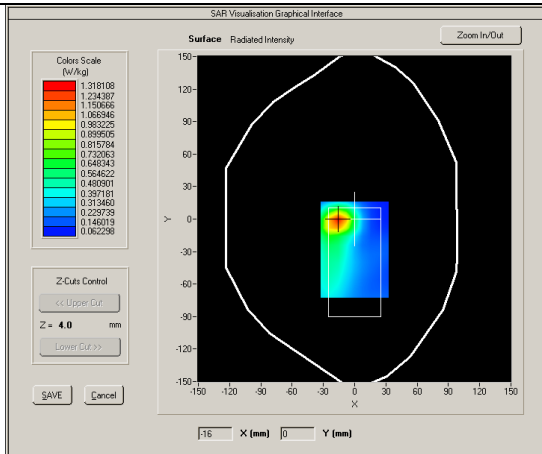 SAR Visualisation Graphical Interface
Surface Radiated Intensity
Zoom In/Out
Colors Scale
(W/kg)
1.318108
1.234387
1.150666
1.066946
0.983225
0.899505
0.815784
0.732063
0.648343
0.564622
0.480901
0.397181
0.313460
0.229739
0.146019
0.062298
Z-Cuts Control
<< Upper Cut
Z = 4.0 mm
Lower Cut >>
SAVE Cancel
150
120
90
60
30
0
-30
-60
-90
-120
-150
Y
-150 -120 -90 -60 -30 0 30 60 90 120 150
X
-16 X (mm) 0 Y (mm)